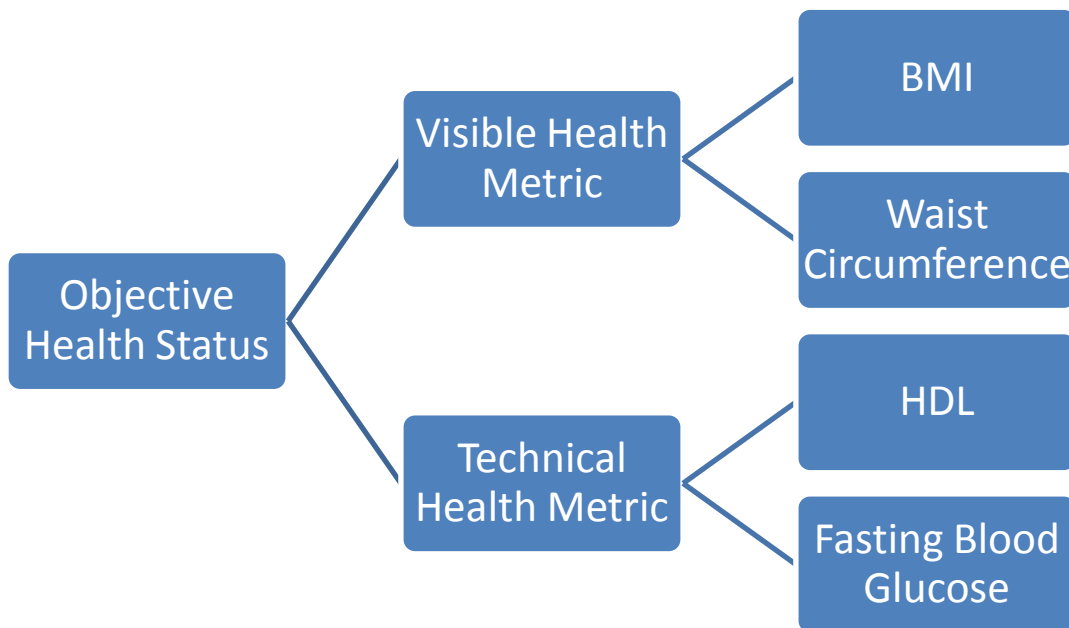 Objective
Health Status
Visible Health
Metric
Technical
Health Metric
BMI
Waist
Circumference
HDL
Fasting Blood
Glucose